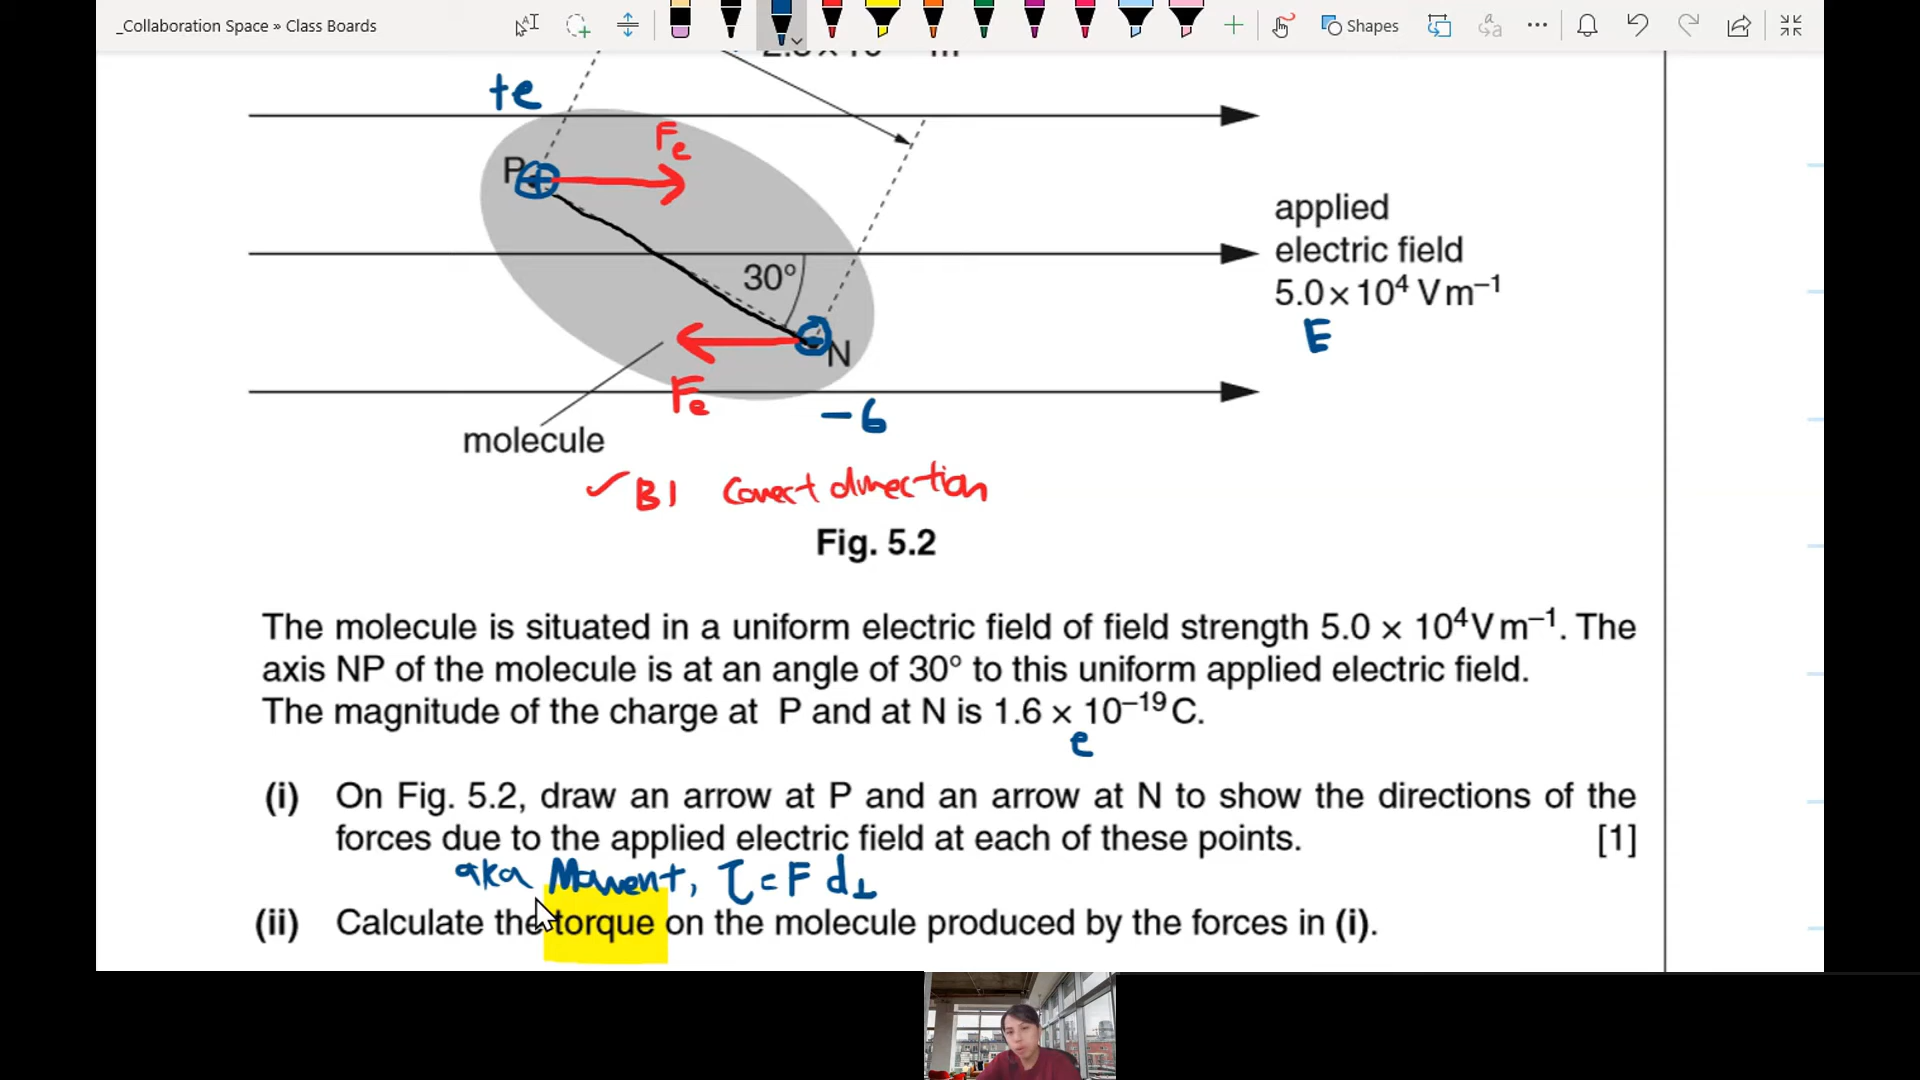 _Collaboration Space » Class Boards
Shapes
+e
P
Fe
30°
N
Fe
-e
applied
electric field
5.0 × 10⁴ V m⁻¹
E
molecule
✓ B1 correct direction
Fig. 5.2
The molecule is situated in a uniform electric field of field strength 5.0 × 10⁴ V m⁻¹. The
axis NP of the molecule is at an angle of 30° to this uniform applied electric field.
The magnitude of the charge at P and at N is 1.6 × 10⁻¹⁹ C.
e
(i) On Fig. 5.2, draw an arrow at P and an arrow at N to show the directions of the
forces due to the applied electric field at each of these points. [1]
aka Moment, τ = F d⊥
(ii) Calculate the torque on the molecule produced by the forces in (i).